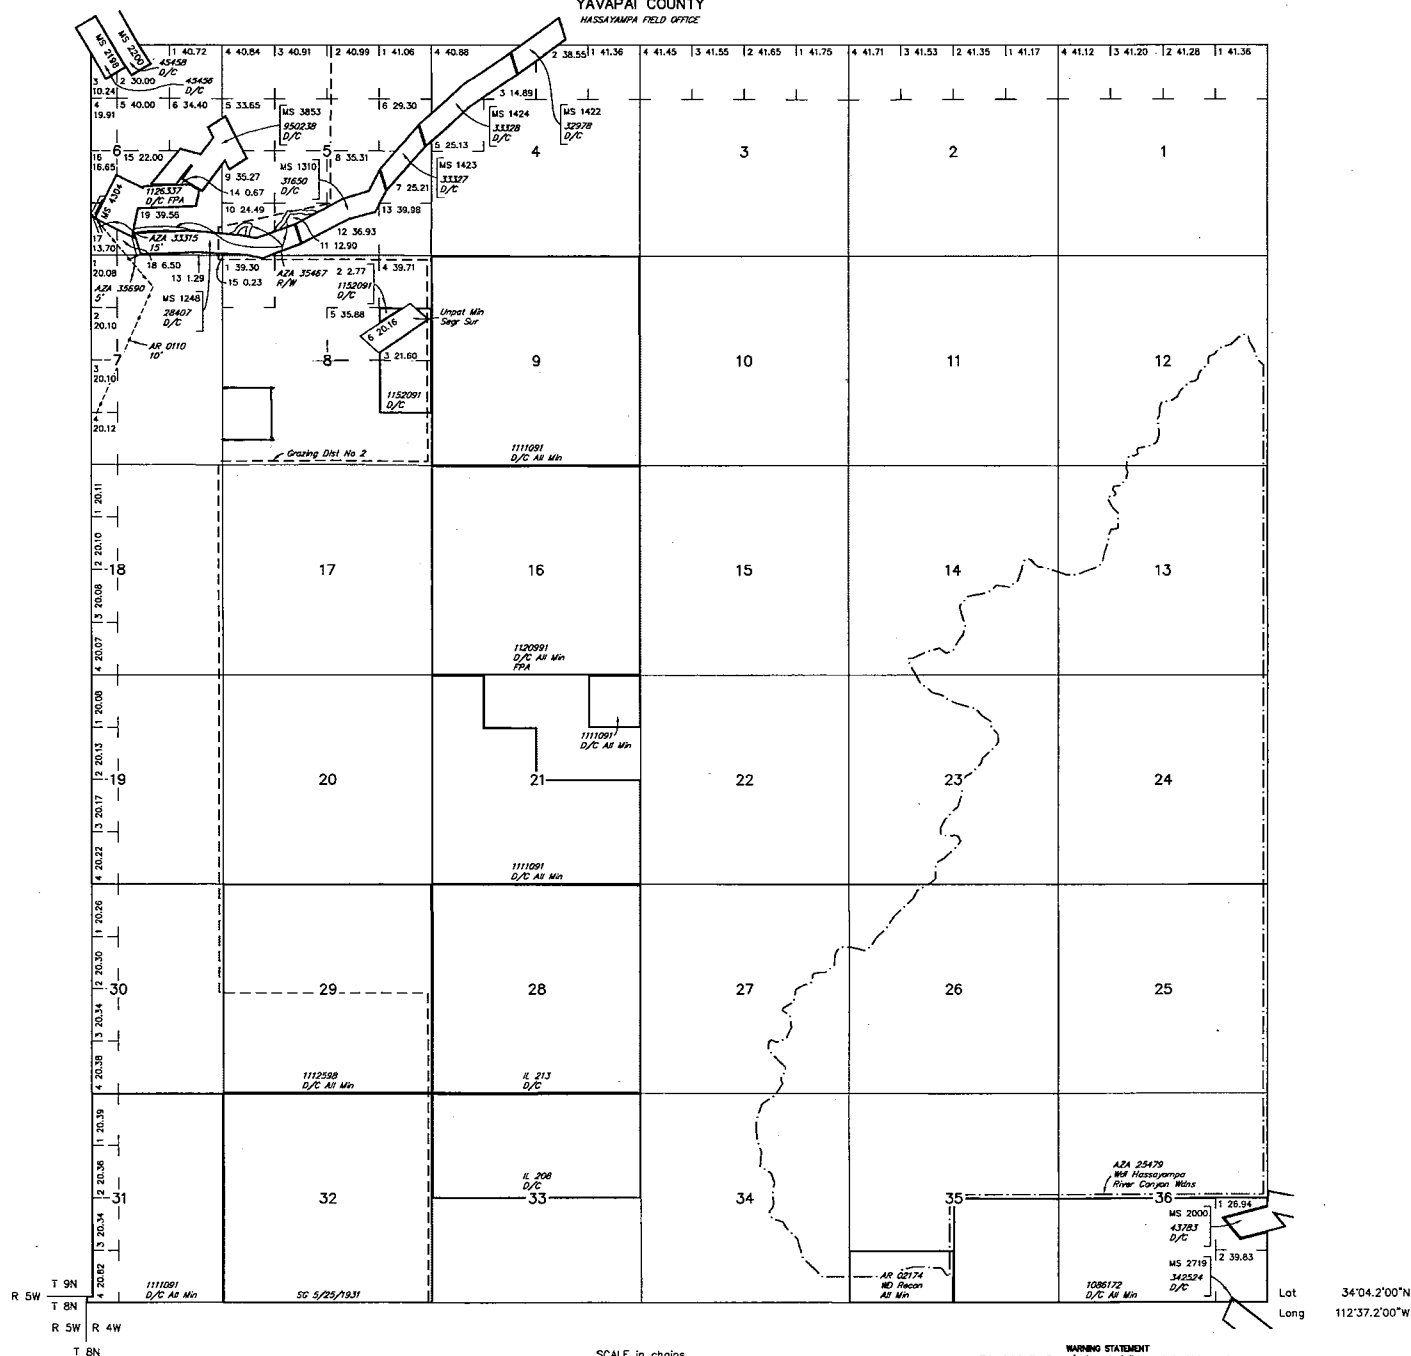 YAVAPAI COUNTY
HASSAYAMPA FIELD OFFICE
MS 2198
MS 2200
45458
D/C
45456
D/C
1 40.72
4 40.84
3 40.91
2 40.99
1 41.06
4 40.88
2 38.55
1 41.36
4 41.45
3 41.55
2 41.65
1 41.75
4 41.71
3 41.53
2 41.35
1 41.17
4 41.12
3 41.20
2 41.28
1 41.36
3
10.24
2 30.00
4
19.91
5 40.00
6 34.40
5 33.65
6 29.30
3 14.89
MS 3853
950238
D/C
MS 1424
33328
D/C
MS 1422
32978
D/C
6
5
4
3
2
1
16
16.65
15 22.00
8 35.31
5 25.13
MS 1310
31650
D/C
MS 1423
33327
D/C
9 35.27
7 25.21
MS 4304
1126337
D/C FPA
14 0.67
19 39.56
10 24.49
13 39.98
12 36.93
11 12.90
17
13.70
AZA 33315
15'
18 6.50
13 1.29
1
20.08
AZA 35690
5'
1 39.30
15 0.23
AZA 35467
R/W
2 2.77
1152091
D/C
4 39.71
MS 1248
28407
D/C
2
20.10
5 35.88
6 20.16
Unpat Min
Segr Sur
AR 0110
10'
7
8
3 21.60
9
10
11
12
3
20.10
1152091
D/C
4
20.12
Grazing Dist No 2
1111091
D/C All Min
1 20.11
2 20.10
3 20.08
4 20.07
18
17
16
15
14
13
1120991
D/C All Min
FPA
1 20.08
2 20.13
3 20.17
4 20.22
1111091
D/C All Min
19
20
21
22
23
24
1111091
D/C All Min
1 20.26
2 20.30
3 20.34
4 20.38
30
29
28
27
26
25
1112598
D/C All Min
IL 213
D/C
1 20.39
2 20.38
3 20.34
4 20.82
IL 208
D/C
AZA 25479
Wdl Hassayampa
River Canyon Wdns
31
32
33
34
35
36
1 26.94
MS 2000
43783
D/C
2 39.83
MS 2719
342524
D/C
1111091
D/C All Min
SG 5/25/1931
AR 02174
WD Recon
All Min
1086172
D/C All Min
T 9N
R 5W
T 8N
R 5W
R 4W
T 8N
Lat 34°04.2'00"N
Long 112°37.2'00"W
SCALE in chains
WARNING STATEMENT